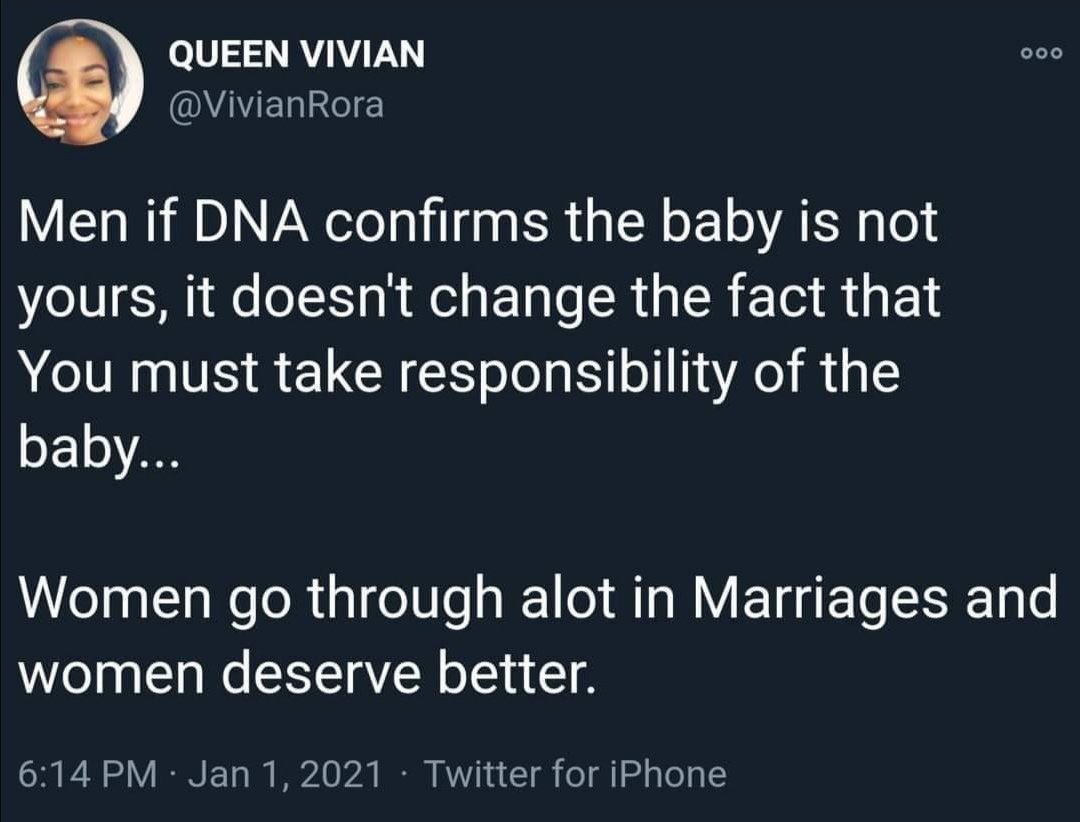 QUEEN VIVIAN
@VivianRora
Men if DNA confirms the baby is not
yours, it doesn't change the fact that
You must take responsibility of the
baby...
Women go through alot in Marriages and
women deserve better.
6:14 PM · Jan 1, 2021 · Twitter for iPhone